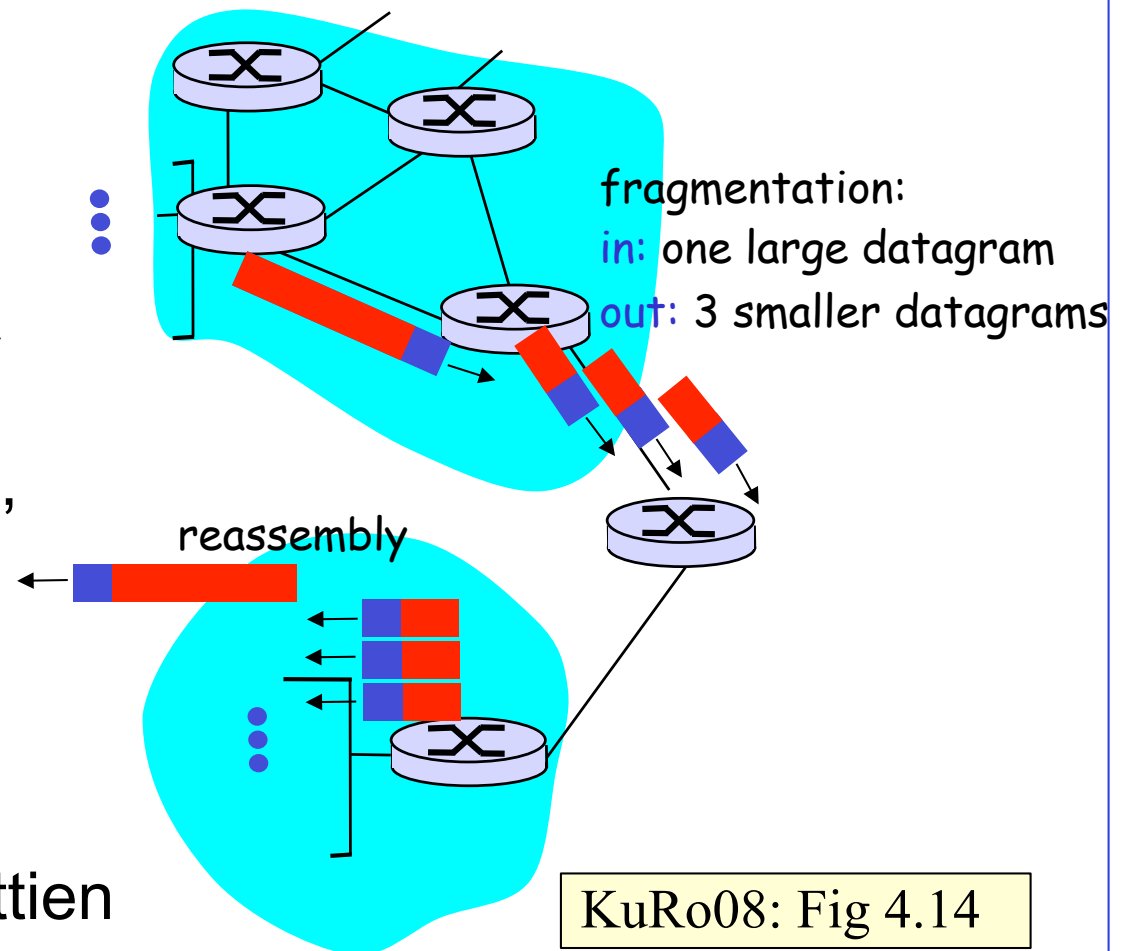 fragmentation:
in: one large datagram
out: 3 smaller datagrams
,
reassembly
ttien
KuRo08: Fig 4.14